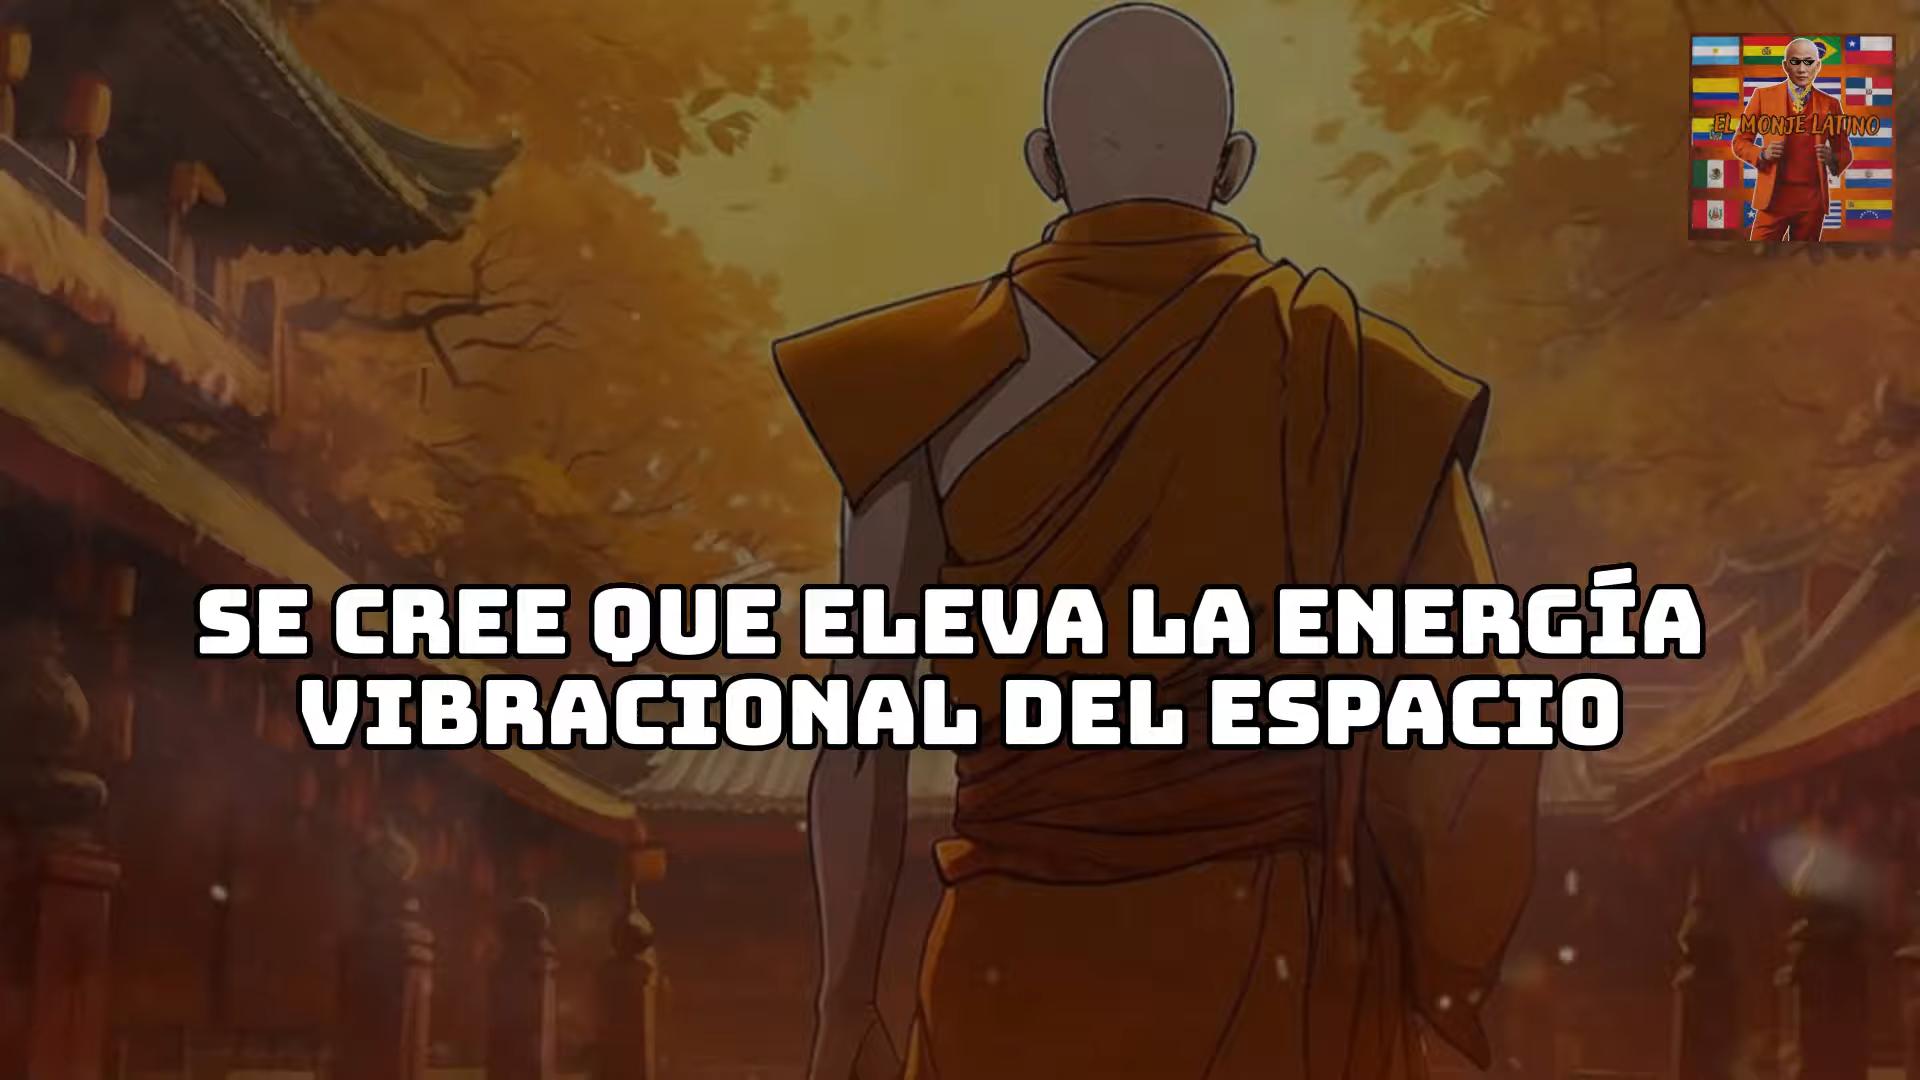 EL MONJE LATINO
SE CREE QUE ELEVA LA ENERGÍA
VIBRACIONAL DEL ESPACIO